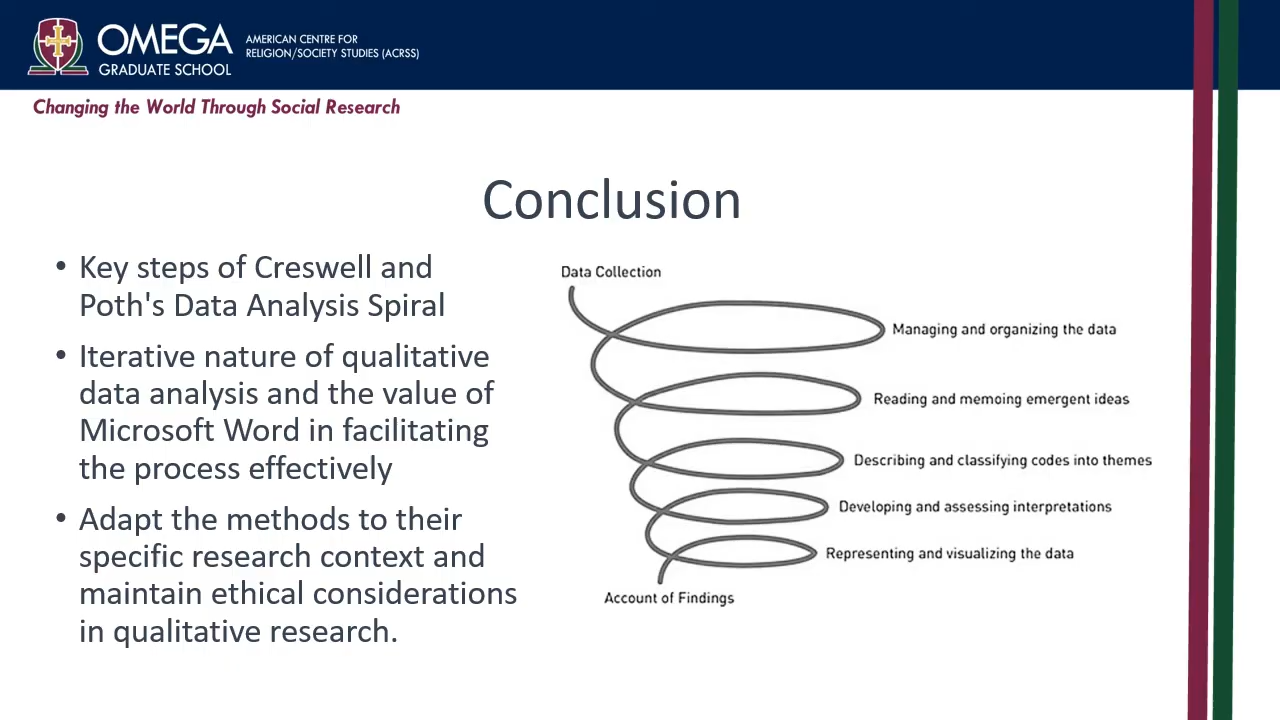 OMEGA
GRADUATE SCHOOL
AMERICAN CENTRE FOR
RELIGION/SOCIETY STUDIES (ACRSS)
Changing the World Through Social Research
Conclusion
• Key steps of Creswell and
Poth's Data Analysis Spiral
• Iterative nature of qualitative
data analysis and the value of
Microsoft Word in facilitating
the process effectively
• Adapt the methods to their
specific research context and
maintain ethical considerations
in qualitative research.
Data Collection
Managing and organizing the data
Reading and memoing emergent ideas
Describing and classifying codes into themes
Developing and assessing interpretations
Representing and visualizing the data
Account of Findings